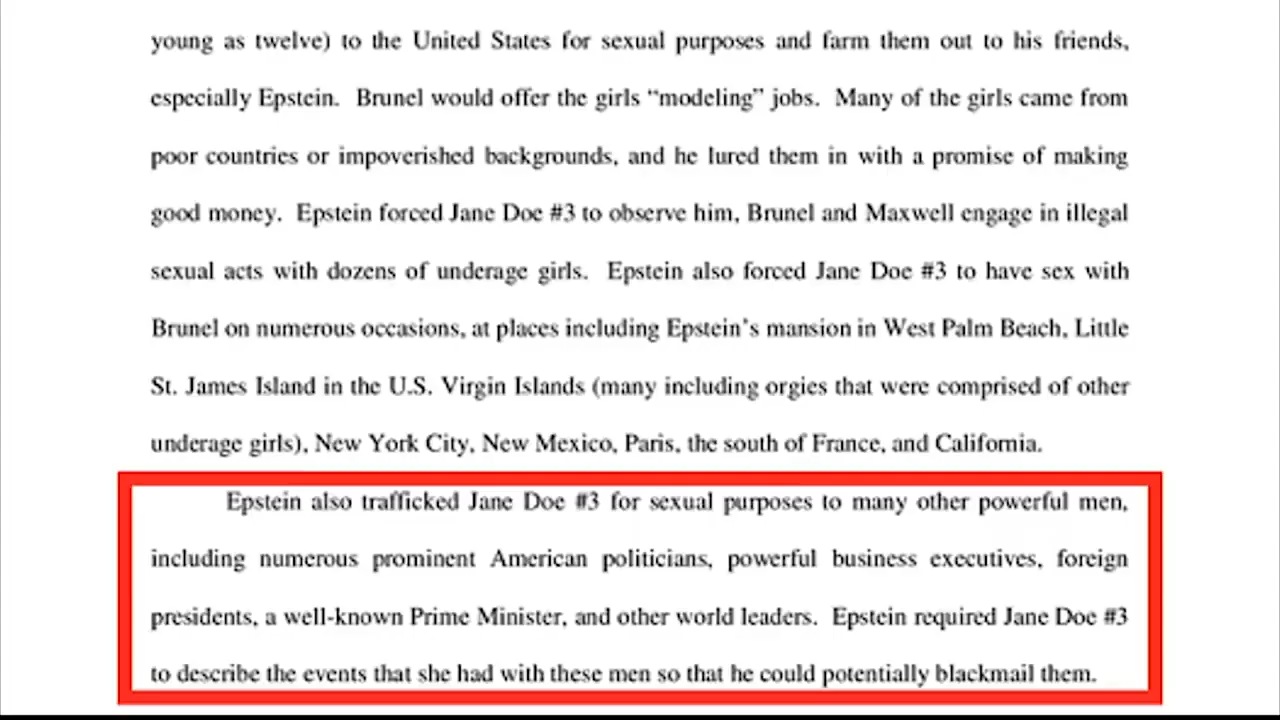 young as twelve) to the United States for sexual purposes and farm them out to his friends,
especially Epstein. Brunel would offer the girls “modeling” jobs. Many of the girls came from
poor countries or impoverished backgrounds, and he lured them in with a promise of making
good money. Epstein forced Jane Doe #3 to observe him, Brunel and Maxwell engage in illegal
sexual acts with dozens of underage girls. Epstein also forced Jane Doe #3 to have sex with
Brunel on numerous occasions, at places including Epstein’s mansion in West Palm Beach, Little
St. James Island in the U.S. Virgin Islands (many including orgies that were comprised of other
underage girls), New York City, New Mexico, Paris, the south of France, and California.
Epstein also trafficked Jane Doe #3 for sexual purposes to many other powerful men,
including numerous prominent American politicians, powerful business executives, foreign
presidents, a well-known Prime Minister, and other world leaders. Epstein required Jane Doe #3
to describe the events that she had with these men so that he could potentially blackmail them.